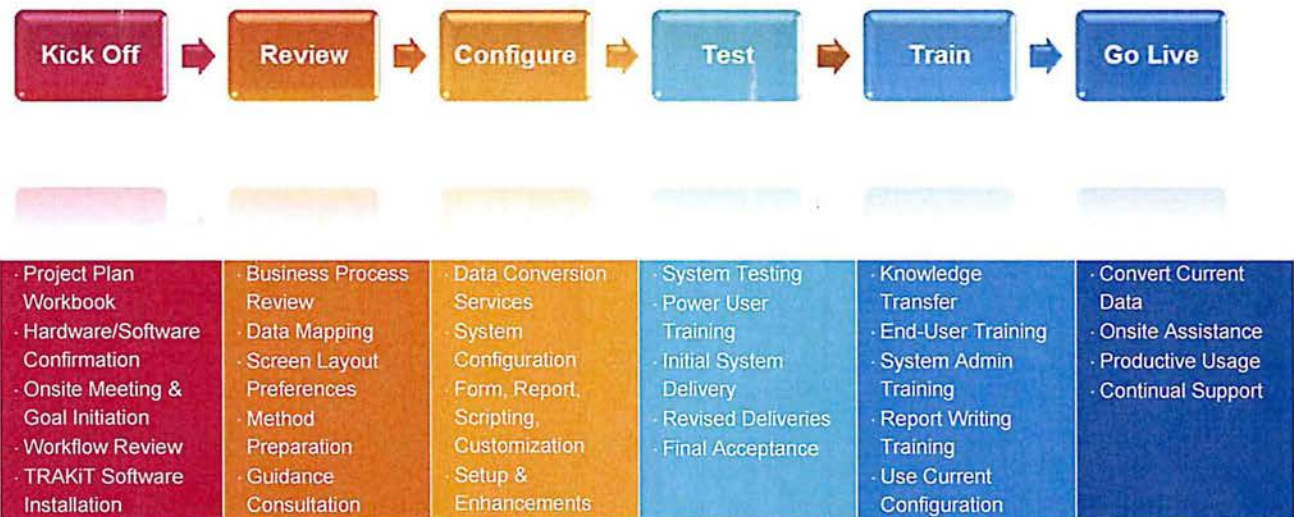 Kick Off
Review
Configure
Test
Train
Go Live
· Project Plan
Workbook
· Hardware/Software
Confirmation
· Onsite Meeting &
Goal Initiation
· Workflow Review
· TRAKiT Software
Installation
· Business Process
Review
· Data Mapping
· Screen Layout
Preferences
· Method
Preparation
· Guidance
Consultation
· Data Conversion
Services
· System
Configuration
· Form, Report,
Scripting,
Customization
· Setup &
Enhancements
· System Testing
· Power User
Training
· Initial System
Delivery
· Revised Deliveries
· Final Acceptance
· Knowledge
Transfer
· End-User Training
· System Admin
Training
· Report Writing
Training
· Use Current
Configuration
· Convert Current
Data
· Onsite Assistance
· Productive Usage
· Continual Support